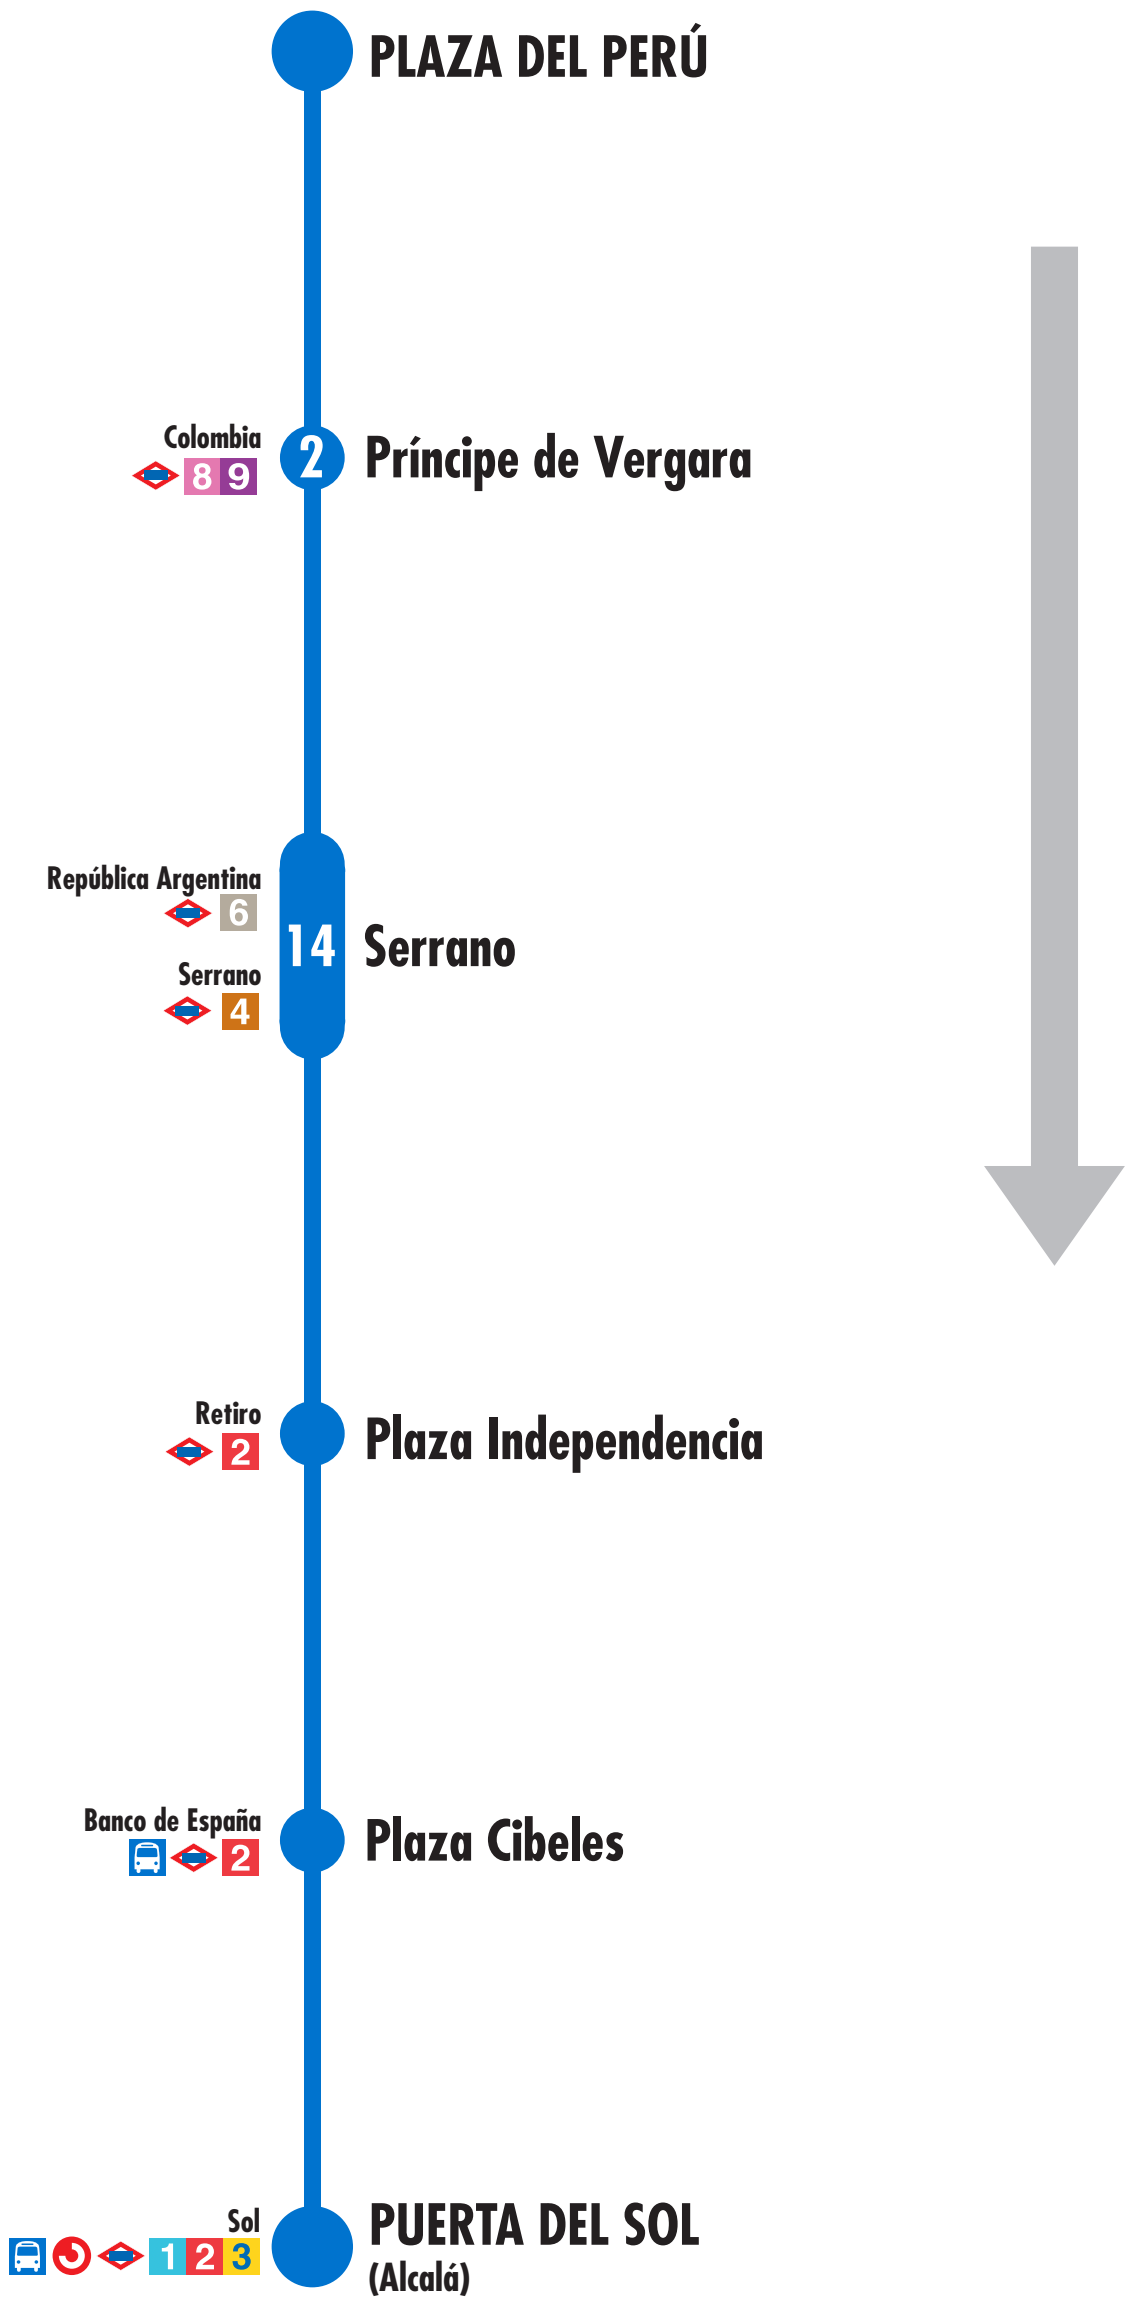 PLAZA DEL PERÚ
Colombia
8 9
2
Príncipe de Vergara
República Argentina
6
Serrano
4
14
Serrano
Retiro
2
Plaza Independencia
Banco de España
2
Plaza Cibeles
Sol
1 2 3
PUERTA DEL SOL
(Alcalá)